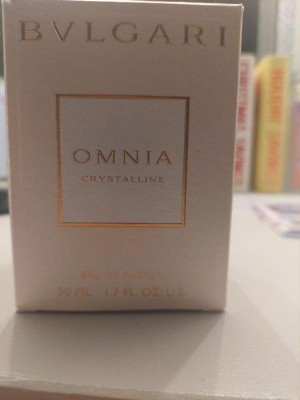 BVLGARI
OMNIA
CRYSTALLINE
50 ML 1.7 FL.OZ.U.S.